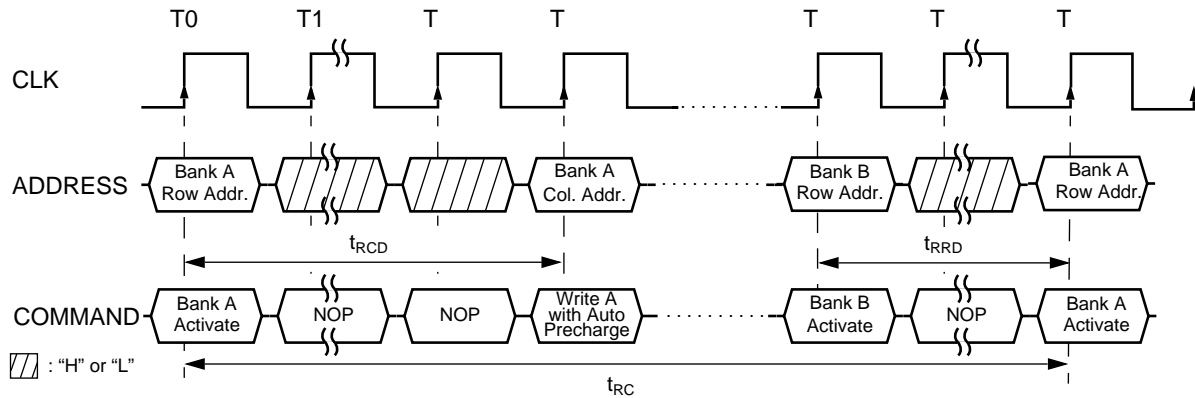 T0 T1 T T T T T
CLK
ADDRESS
Bank A
Row Addr.
Bank A
Col. Addr.
Bank B
Row Addr.
Bank A
Row Addr.
tRCD
tRRD
COMMAND
Bank A
Activate
NOP
NOP
Write A
with Auto
Precharge
Bank B
Activate
NOP
Bank A
Activate
: “H” or “L”
tRC